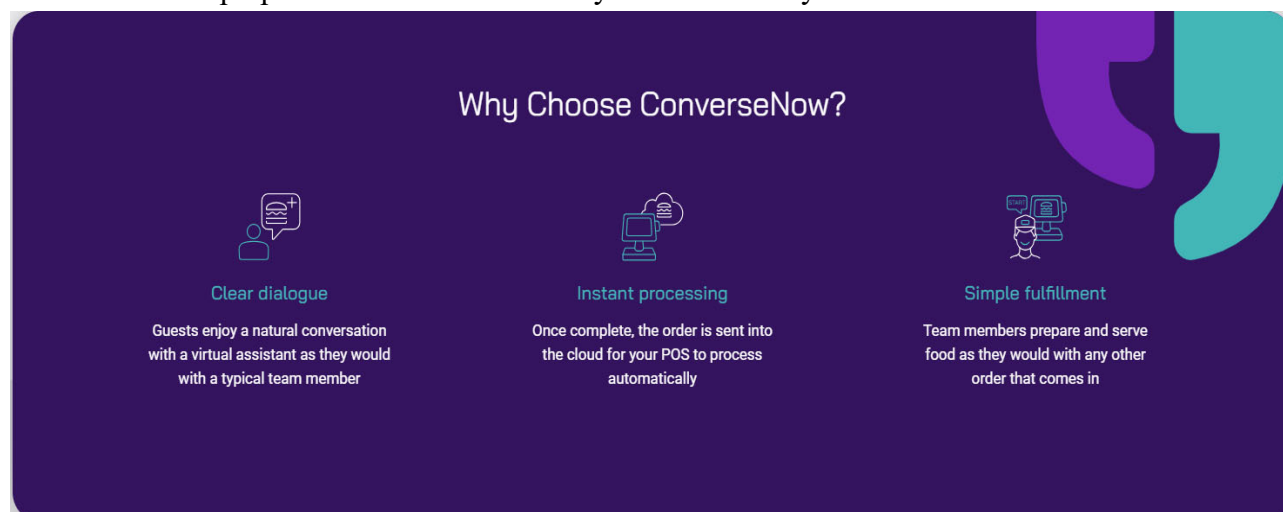 Why Choose ConverseNow?
START
Clear dialogue
Instant processing
Simple fulfillment
Guests enjoy a natural conversation
with a virtual assistant as they would
with a typical team member
Once complete, the order is sent into
the cloud for your POS to process
automatically
Team members prepare and serve
food as they would with any other
order that comes in